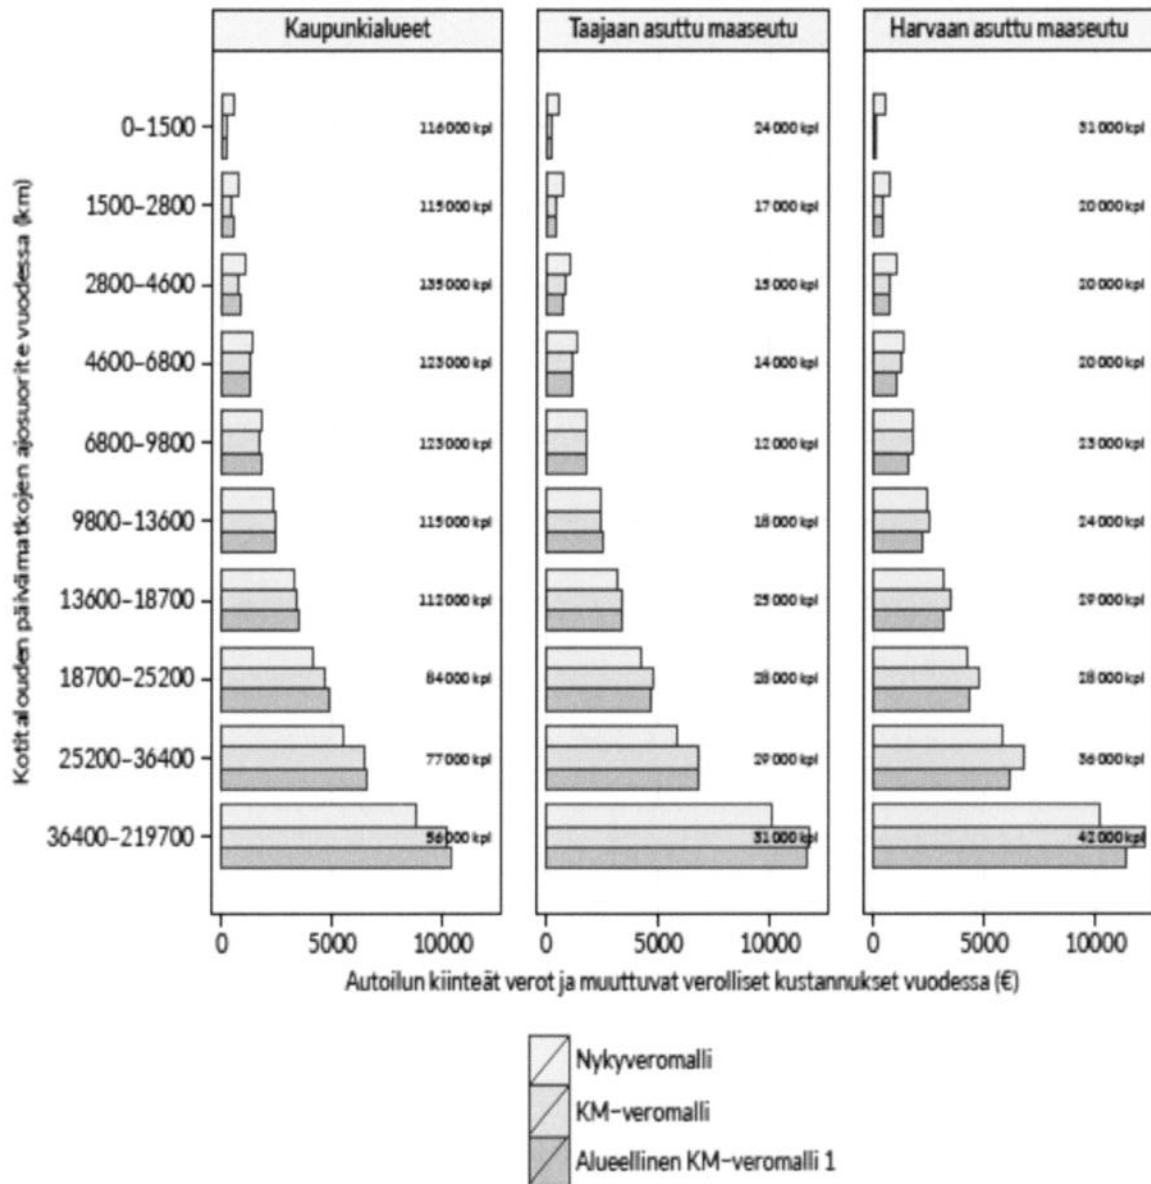 Kaupunkialueet
Taajaan asuttu maaseutu
Harvaan asuttu maaseutu
Kotitalouden päivämatkojen ajosuorite vuodessa (km)
0–1500 116 000 kpl 24 000 kpl 31 000 kpl
1500–2800 115 000 kpl 17 000 kpl 20 000 kpl
2800–4600 135 000 kpl 15 000 kpl 20 000 kpl
4600–6800 123 000 kpl 14 000 kpl 20 000 kpl
6800–9800 123 000 kpl 12 000 kpl 23 000 kpl
9800–13600 115 000 kpl 18 000 kpl 24 000 kpl
13600–18700 112 000 kpl 25 000 kpl 29 000 kpl
18700–25200 84 000 kpl 28 000 kpl 28 000 kpl
25200–36400 77 000 kpl 29 000 kpl 36 000 kpl
36400–219700 56 000 kpl 31 000 kpl 42 000 kpl
0 5000 10000 0 5000 10000 0 5000 10000
Autoilun kiinteät verot ja muuttuvat verolliset kustannukset vuodessa (€)
Nykyveromalli
KM–veromalli
Alueellinen KM–veromalli 1